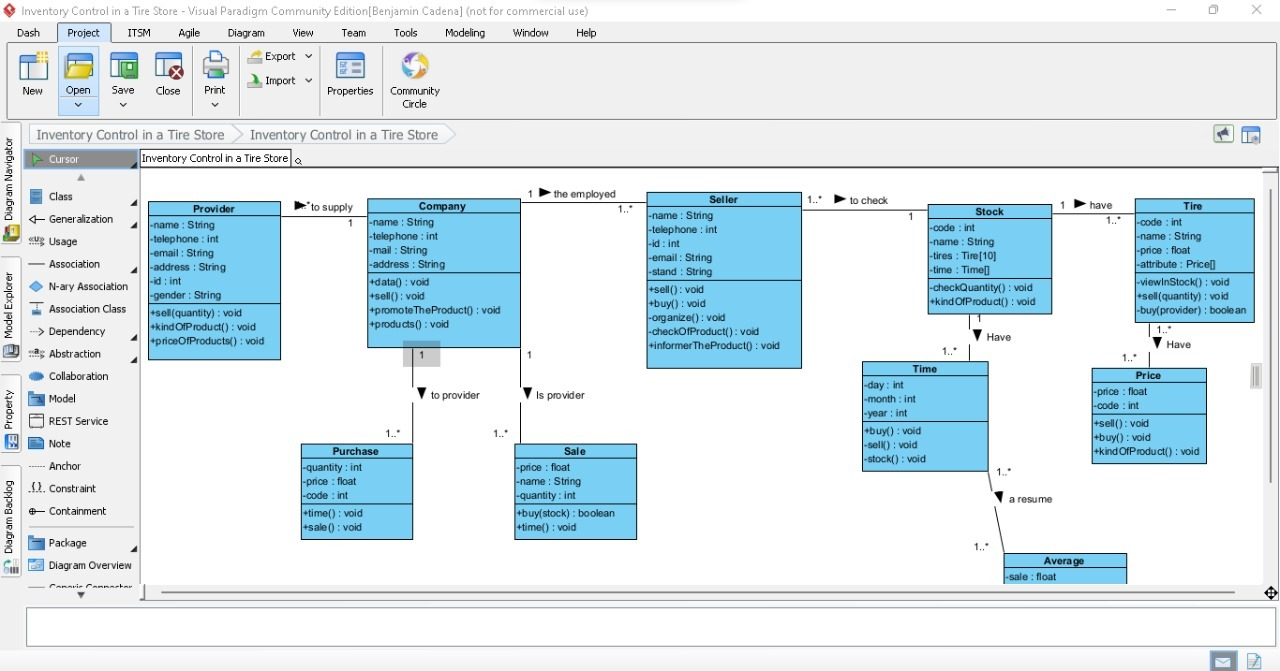 Inventory Control in a Tire Store - Visual Paradigm Community Edition[Benjamin Cadena] (not for commercial use)
Dash Project ITSM Agile Diagram View Team Tools Modeling Window Help
New Open Save Close Print Export Import Properties Community Circle
Inventory Control in a Tire Store Inventory Control in a Tire Store
Diagram Navigator
Model Explorer
Property
Diagram Backlog
Cursor
Class
Generalization
Usage
Association
N-ary Association
Association Class
Dependency
Abstraction
Collaboration
Model
REST Service
Note
Anchor
Constraint
Containment
Package
Diagram Overview
Generic Connector
Inventory Control in a Tire Store
Provider
-name : String
-telephone : int
-email : String
-address : String
-id : int
-gender : String
+sell(quantity) : void
+kindOfProduct() : void
+priceOfProducts() : void
to supply
1
Company
-name : String
-telephone : int
-mail : String
-address : String
+data() : void
+sell() : void
+promoteTheProduct() : void
+products() : void
1 the employed
1..*
Seller
-name : String
-telephone : int
-id : int
-email : String
-stand : String
+sell() : void
+buy() : void
-organize() : void
-checkOfProduct() : void
+informerTheProduct() : void
1..* to check
1
Stock
-code : int
-name : String
-tires : Tire[10]
-time : Time[]
-checkQuantity() : void
+kindOfProduct() : void
1 have
1..*
Tire
-code : int
-name : String
-price : float
-attribute : Price[]
-viewInStock() : void
+sell(quantity) : void
-buy(provider) : boolean
1
to provider
1..*
1
Is provider
1..*
Purchase
-quantity : int
-price : float
-code : int
+time() : void
+sale() : void
Sale
-price : float
-name : String
-quantity : int
+buy(stock) : boolean
+time() : void
1
Have
1..*
Time
-day : int
-month : int
-year : int
+buy() : void
-sell() : void
-stock() : void
1..*
Have
1..*
Price
-price : float
-code : int
+sell() : void
+buy() : void
+kindOfProduct() : void
1..*
a resume
1..*
Average
-sale : float